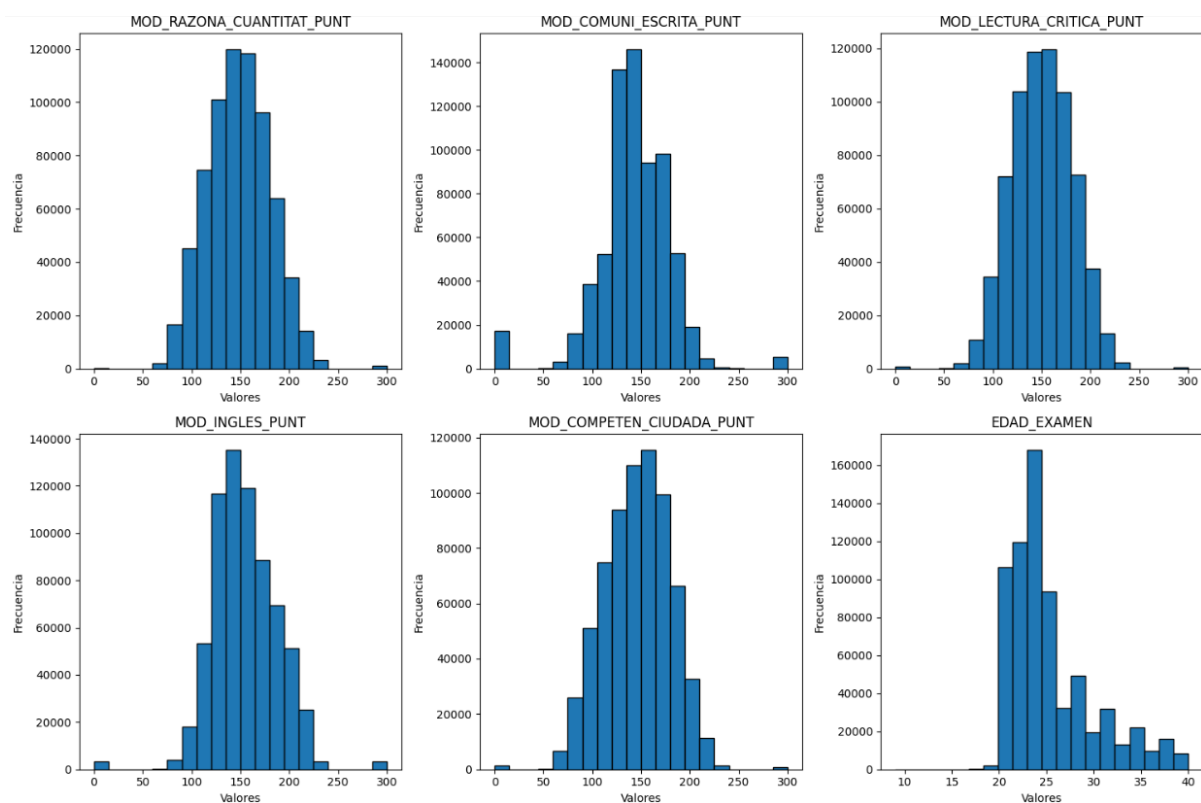 MOD_RAZONA_CUANTITAT_PUNT
120000
100000
80000
60000
40000
20000
0
Frecuencia
0 50 100 150 200 250 300
Valores
MOD_COMUNI_ESCRITA_PUNT
140000
120000
100000
80000
60000
40000
20000
0
Frecuencia
0 50 100 150 200 250 300
Valores
MOD_LECTURA_CRITICA_PUNT
120000
100000
80000
60000
40000
20000
0
Frecuencia
0 50 100 150 200 250 300
Valores
MOD_INGLES_PUNT
140000
120000
100000
80000
60000
40000
20000
0
Frecuencia
0 50 100 150 200 250 300
Valores
MOD_COMPETEN_CIUDADA_PUNT
120000
100000
80000
60000
40000
20000
0
Frecuencia
0 50 100 150 200 250 300
Valores
EDAD_EXAMEN
160000
140000
120000
100000
80000
60000
40000
20000
0
Frecuencia
10 15 20 25 30 35 40
Valores